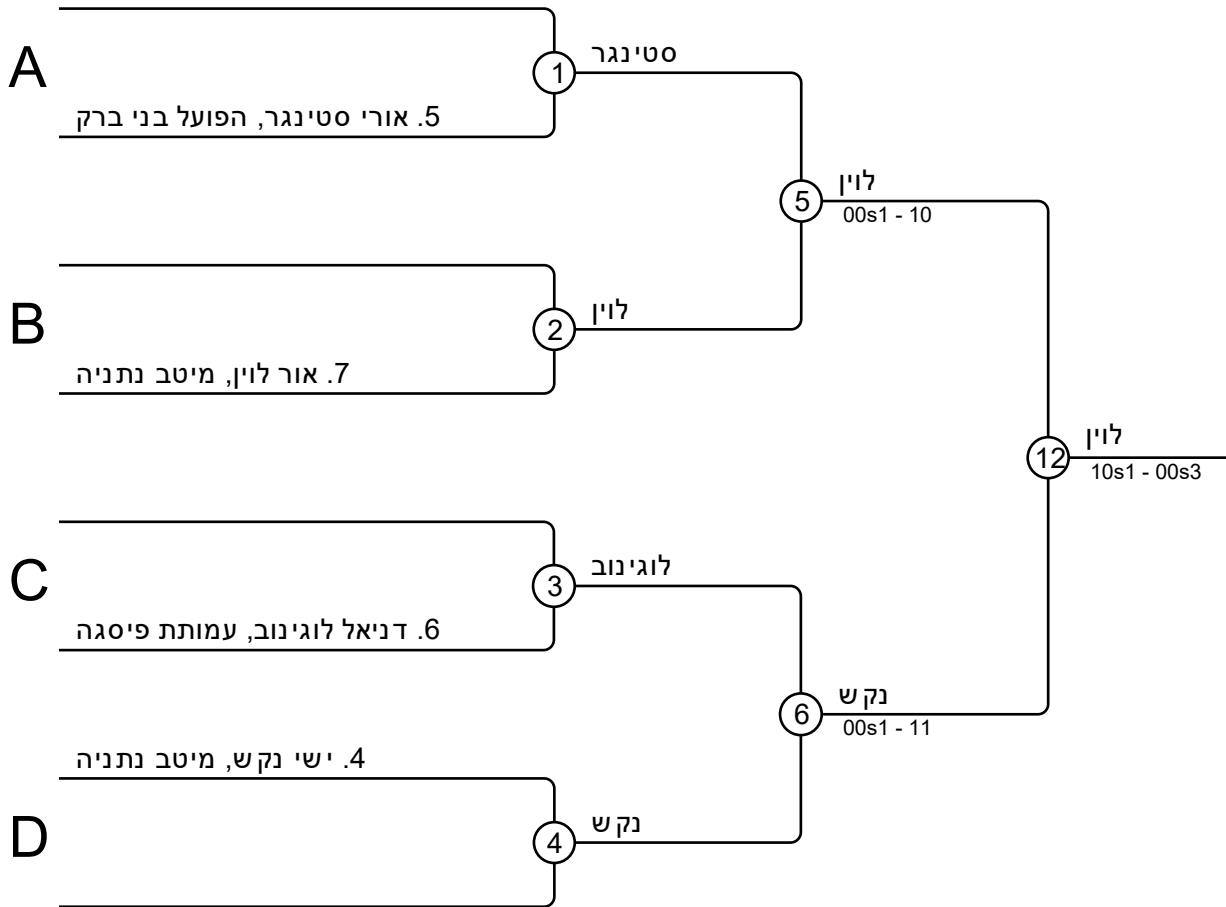 A
סטינגר
1
5. אורי סטינגר, הפועל בני ברק
לוין
5
00s1 - 10
B
לוין
2
7. אור לוין, מיטב נתניה
לוין
12
10s1 - 00s3
C
לוגינוב
3
6. דניאל לוגינוב, עמותת פיסגה
נקש
6
00s1 - 11
4. ישי נקש, מיטב נתניה
D
נקש
4